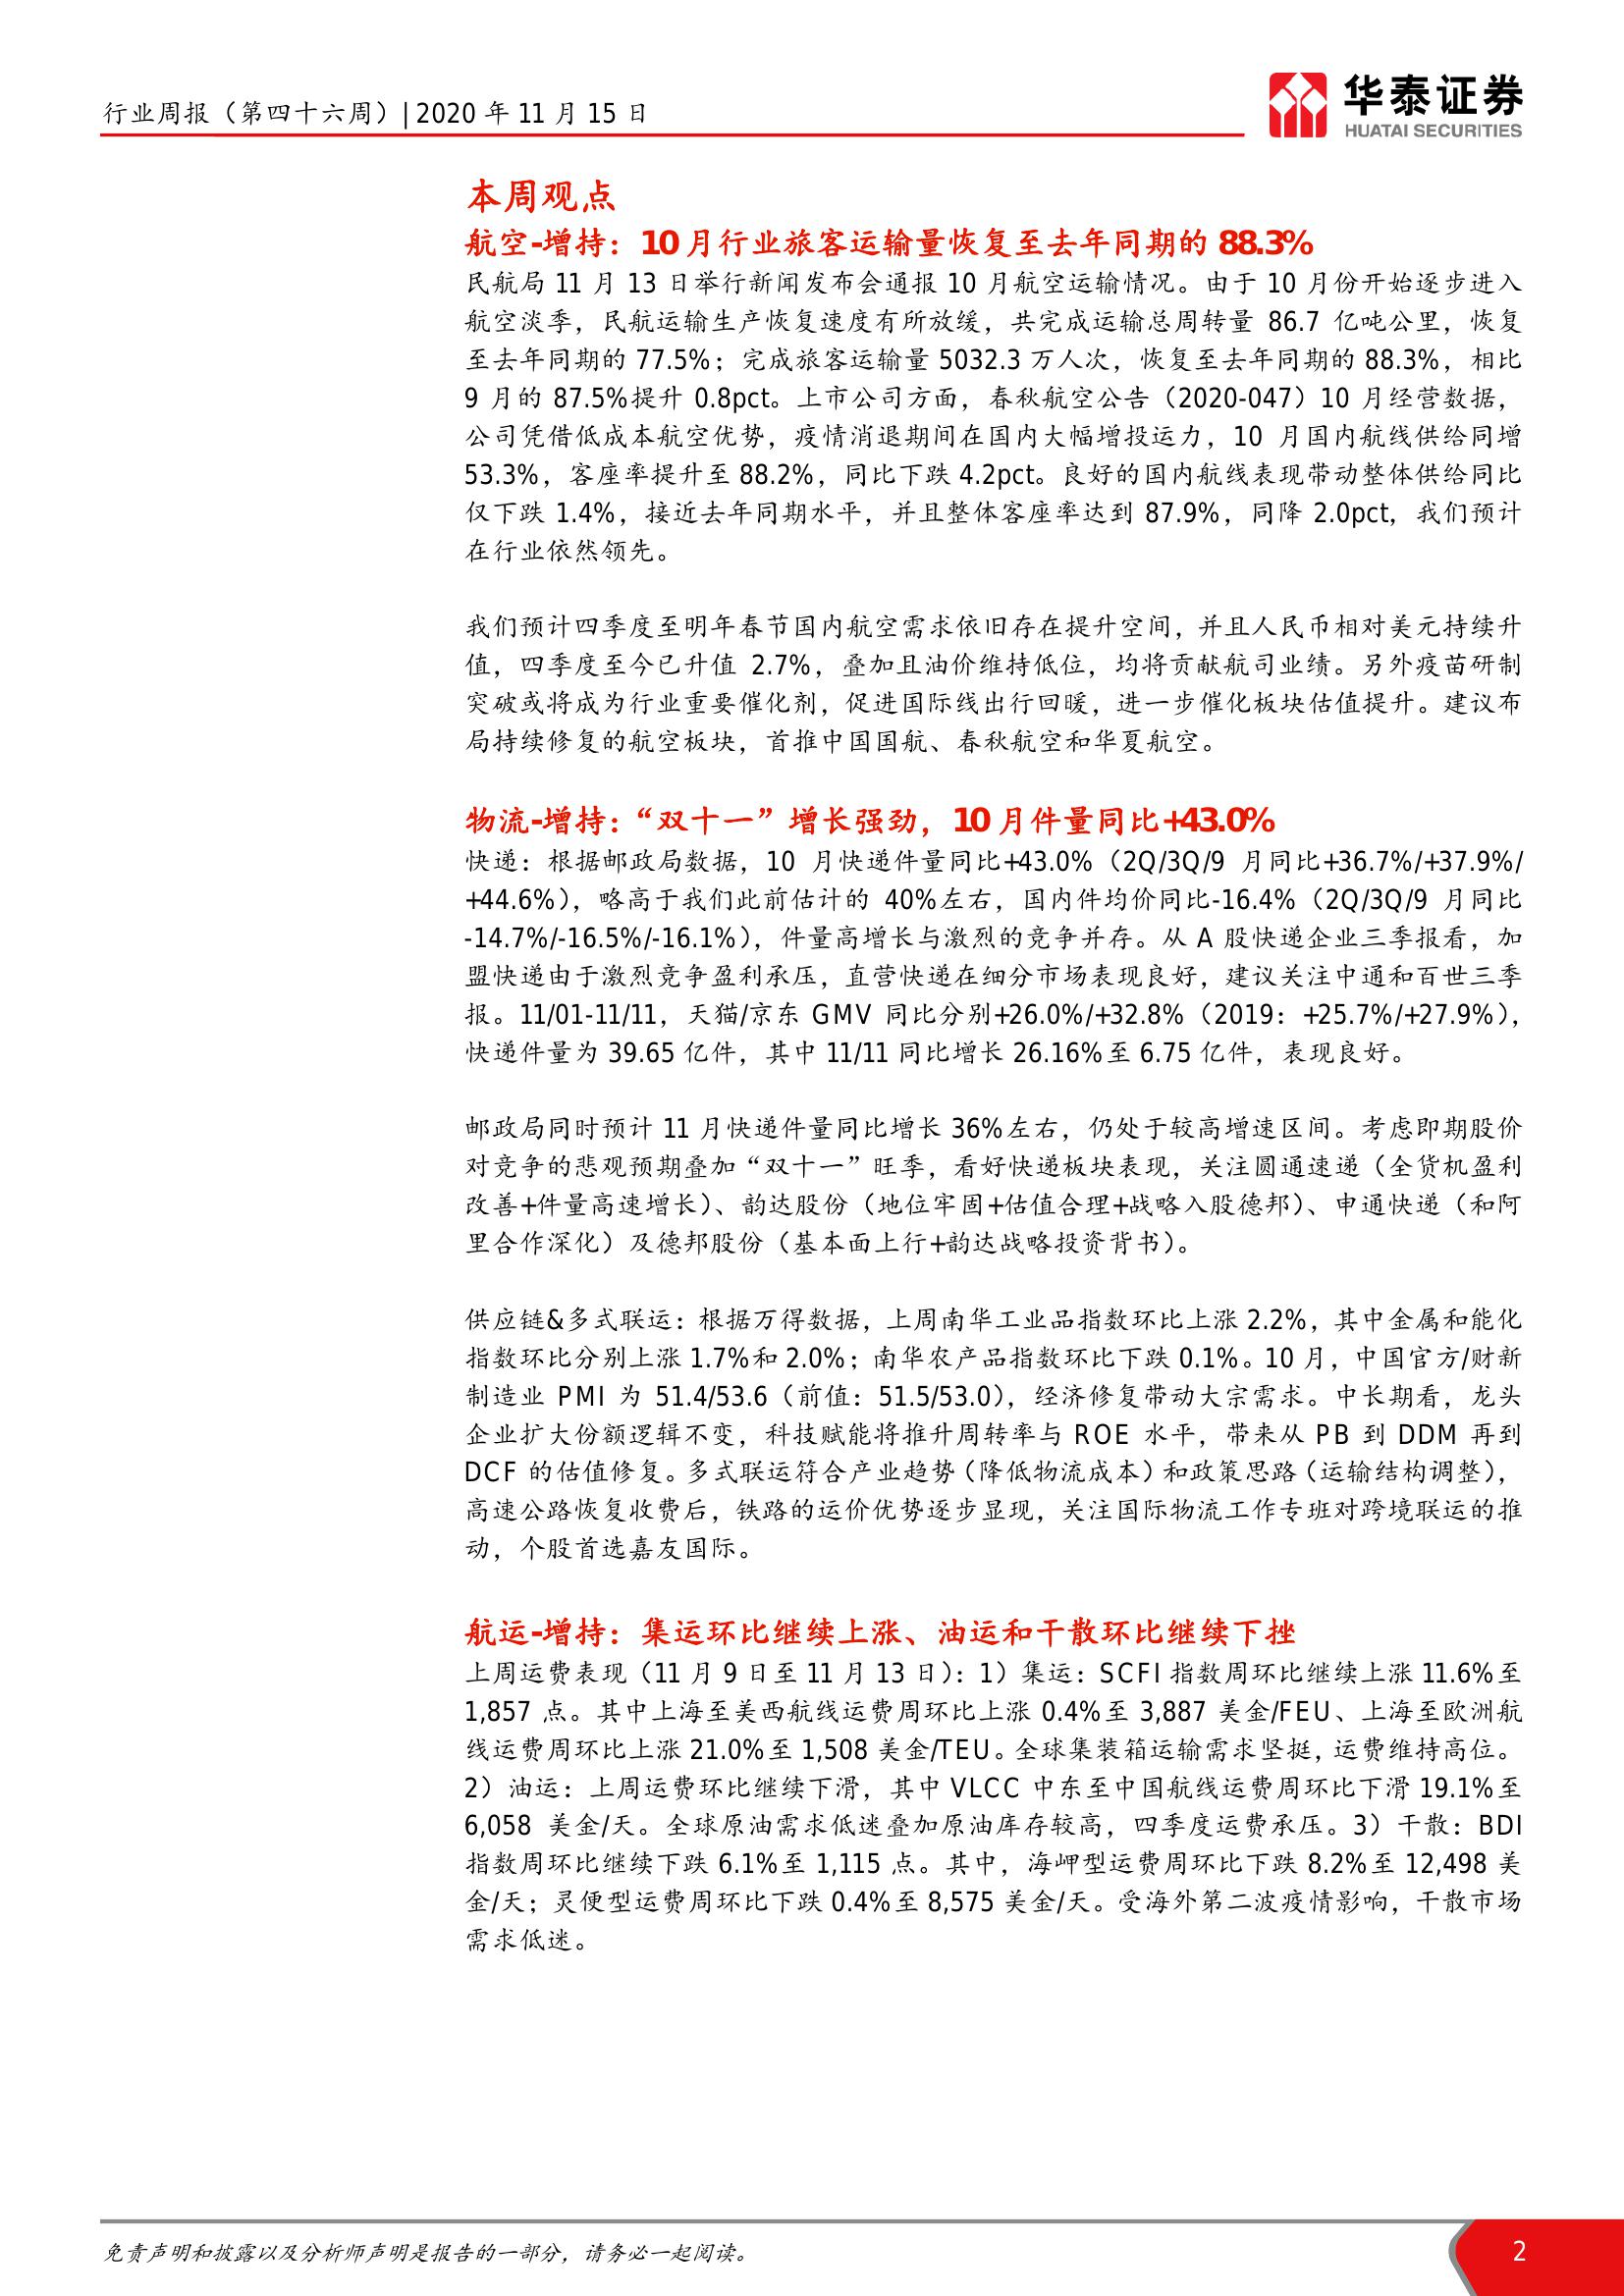 行业周报（第四十六周）| 2020 年 11 月 15 日
华泰证券
HUATAI SECURITIES
本周观点
航空-增持：10 月行业旅客运输量恢复至去年同期的 88.3%
民航局 11 月 13 日举行新闻发布会通报 10 月航空运输情况。由于 10 月份开始逐步进入
航空淡季，民航运输生产恢复速度有所放缓，共完成运输总周转量 86.7 亿吨公里，恢复
至去年同期的 77.5%；完成旅客运输量 5032.3 万人次，恢复至去年同期的 88.3%，相比
9 月的 87.5%提升 0.8pct。上市公司方面，春秋航空公告（2020-047）10 月经营数据，
公司凭借低成本航空优势，疫情消退期间在国内大幅增投运力，10 月国内航线供给同增
53.3%，客座率提升至 88.2%，同比下跌 4.2pct。良好的国内航线表现带动整体供给同比
仅下跌 1.4%，接近去年同期水平，并且整体客座率达到 87.9%，同降 2.0pct，我们预计
在行业依然领先。
我们预计四季度至明年春节国内航空需求依旧存在提升空间，并且人民币相对美元持续升
值，四季度至今已升值 2.7%，叠加且油价维持低位，均将贡献航司业绩。另外疫苗研制
突破或将成为行业重要催化剂，促进国际线出行回暖，进一步催化板块估值提升。建议布
局持续修复的航空板块，首推中国国航、春秋航空和华夏航空。
物流-增持：“双十一”增长强劲，10 月件量同比+43.0%
快递：根据邮政局数据，10 月快递件量同比+43.0%（2Q/3Q/9 月同比+36.7%/+37.9%/
+44.6%），略高于我们此前估计的 40%左右，国内件均价同比-16.4%（2Q/3Q/9 月同比
-14.7%/-16.5%/-16.1%），件量高增长与激烈的竞争并存。从 A 股快递企业三季报看，加
盟快递由于激烈竞争盈利承压，直营快递在细分市场表现良好，建议关注中通和百世三季
报。11/01-11/11，天猫/京东 GMV 同比分别+26.0%/+32.8%（2019：+25.7%/+27.9%），
快递件量为 39.65 亿件，其中 11/11 同比增长 26.16%至 6.75 亿件，表现良好。
邮政局同时预计 11 月快递件量同比增长 36%左右，仍处于较高增速区间。考虑即期股价
对竞争的悲观预期叠加“双十一”旺季，看好快递板块表现，关注圆通速递（全货机盈利
改善+件量高速增长）、韵达股份（地位牢固+估值合理+战略入股德邦）、申通快递（和阿
里合作深化）及德邦股份（基本面上行+韵达战略投资背书）。
供应链&多式联运：根据万得数据，上周南华工业品指数环比上涨 2.2%，其中金属和能化
指数环比分别上涨 1.7%和 2.0%；南华农产品指数环比下跌 0.1%。10 月，中国官方/财新
制造业 PMI 为 51.4/53.6（前值：51.5/53.0），经济修复带动大宗需求。中长期看，龙头
企业扩大份额逻辑不变，科技赋能将推升周转率与 ROE 水平，带来从 PB 到 DDM 再到
DCF 的估值修复。多式联运符合产业趋势（降低物流成本）和政策思路（运输结构调整），
高速公路恢复收费后，铁路的运价优势逐步显现，关注国际物流工作专班对跨境联运的推
动，个股首选嘉友国际。
航运-增持：集运环比继续上涨、油运和干散环比继续下挫
上周运费表现（11 月 9 日至 11 月 13 日）：1）集运：SCFI 指数周环比继续上涨 11.6%至
1,857 点。其中上海至美西航线运费周环比上涨 0.4%至 3,887 美金/FEU、上海至欧洲航
线运费周环比上涨 21.0%至 1,508 美金/TEU。全球集装箱运输需求坚挺，运费维持高位。
2）油运：上周运费环比继续下滑，其中 VLCC 中东至中国航线运费周环比下滑 19.1%至
6,058 美金/天。全球原油需求低迷叠加原油库存较高，四季度运费承压。3）干散：BDI
指数周环比继续下跌 6.1%至 1,115 点。其中，海岬型运费周环比下跌 8.2%至 12,498 美
金/天；灵便型运费周环比下跌 0.4%至 8,575 美金/天。受海外第二波疫情影响，干散市场
需求低迷。
免责声明和披露以及分析师声明是报告的一部分，请务必一起阅读。
2